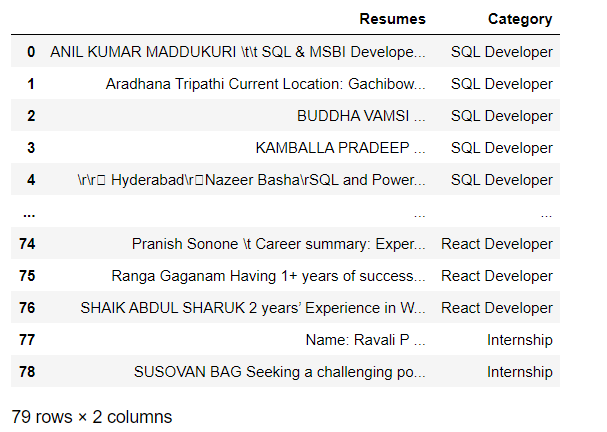 Resumes Category
0 ANIL KUMAR MADDUKURI \t\t SQL & MSBI Develope... SQL Developer
1 Aradhana Tripathi Current Location: Gachibow... SQL Developer
2 BUDDHA VAMSI ... SQL Developer
3 KAMBALLA PRADEEP ... SQL Developer
4 \r\r Hyderabad\rNazeer Basha\rSQL and Power... SQL Developer
... ... ...
74 Pranish Sonone \t Career summary: Exper... React Developer
75 Ranga Gaganam Having 1+ years of success... React Developer
76 SHAIK ABDUL SHARUK 2 years’ Experience in W... React Developer
77 Name: Ravali P ... Internship
78 SUSOVAN BAG Seeking a challenging po... Internship
79 rows × 2 columns